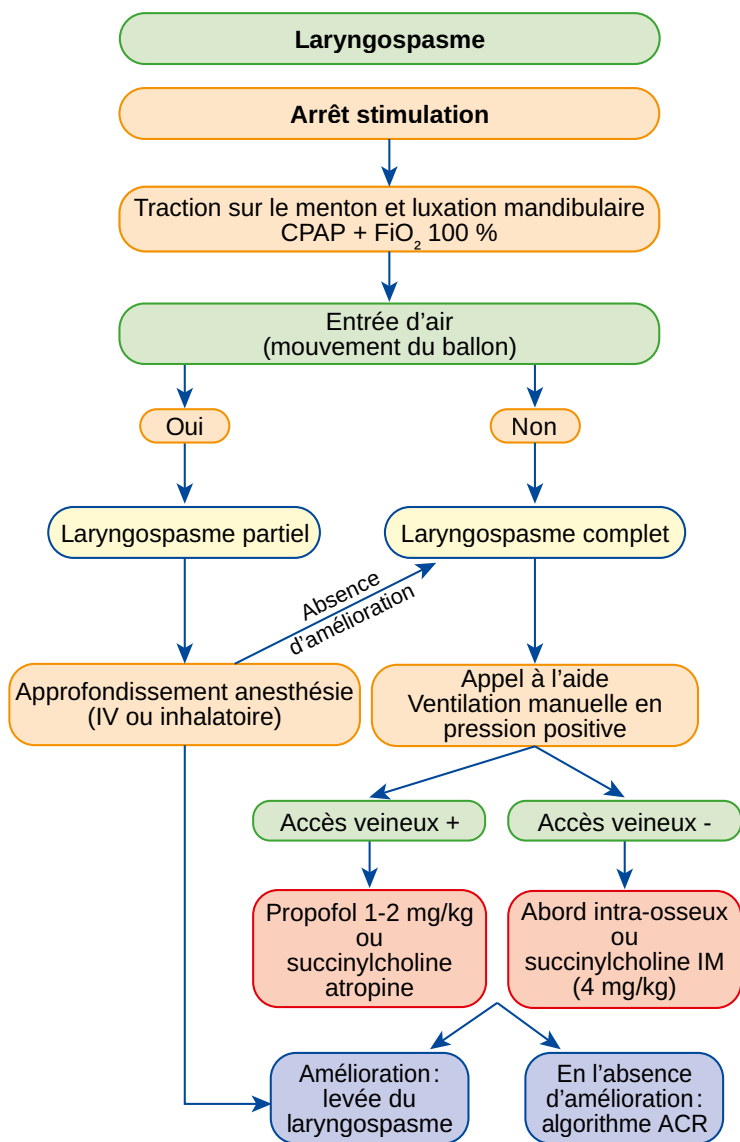 Laryngospasme
Arrêt stimulation
Traction sur le menton et luxation mandibulaire
CPAP + FiO₂ 100 %
Entrée d’air
(mouvement du ballon)
Oui
Non
Laryngospasme partiel
Laryngospasme complet
Absence
d’amélioration
Approfondissement anesthésie
(IV ou inhalatoire)
Appel à l’aide
Ventilation manuelle en
pression positive
Accès veineux +
Accès veineux -
Propofol 1-2 mg/kg
ou
succinylcholine
atropine
Abord intra-osseux
ou
succinylcholine IM
(4 mg/kg)
Amélioration :
levée du
laryngospasme
En l’absence
d’amélioration :
algorithme ACR